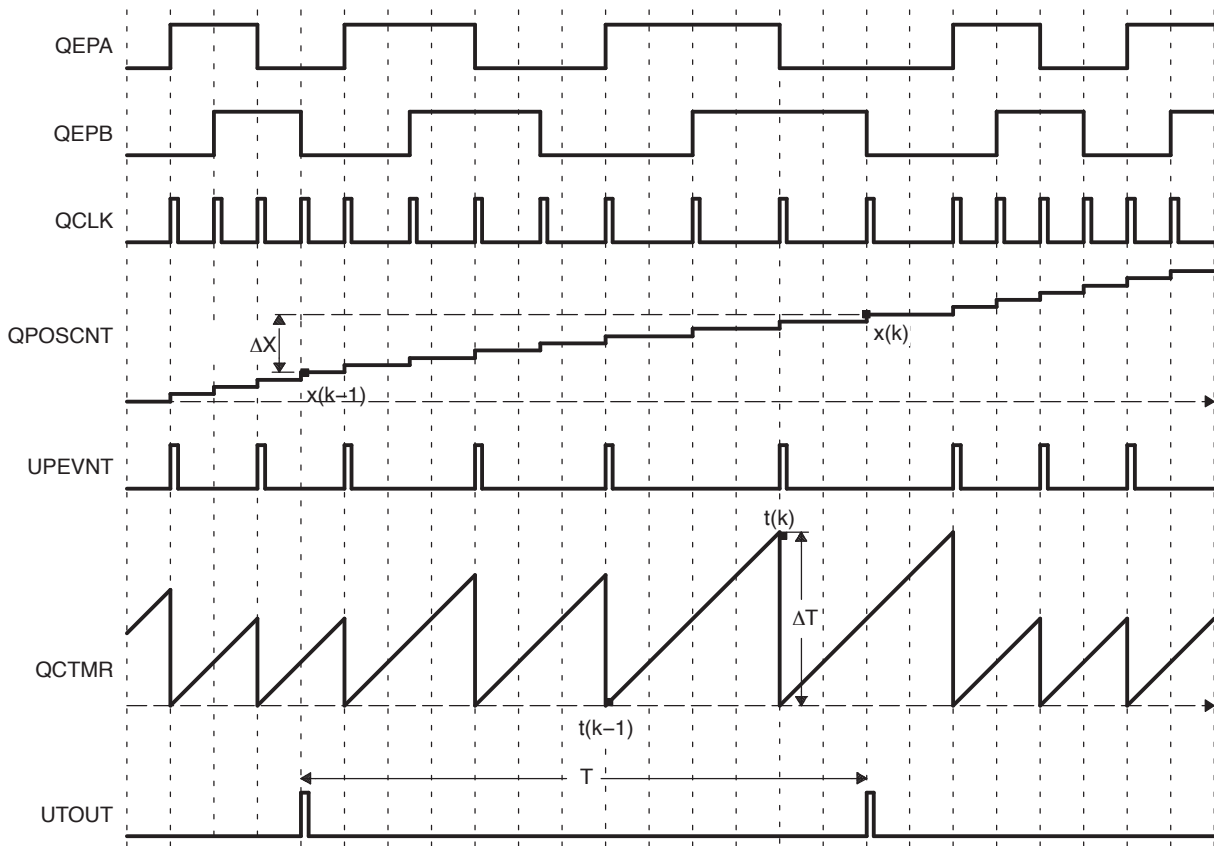 QEPA
QEPB
QCLK
QPOSCNT
ΔX
x(k)
x(k−1)
UPEVNT
t(k)
ΔT
QCTMR
t(k−1)
T
UTOUT